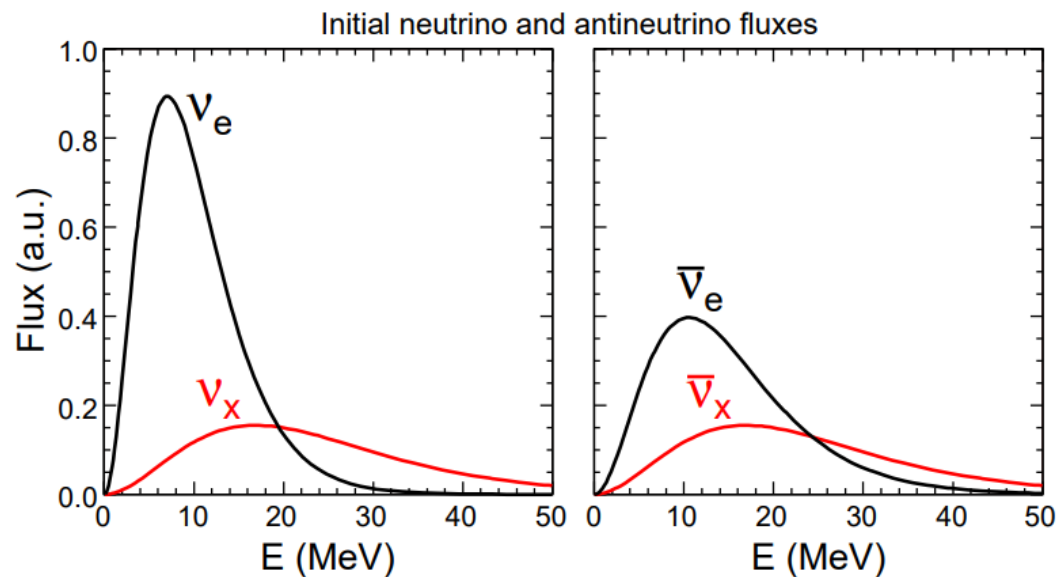 Initial neutrino and antineutrino fluxes
Flux (a.u.)
1.0
0.8
0.6
0.4
0.2
0.0
νe
νx
0 10 20 30 40 50
E (MeV)
ν̅e
ν̅x
0 10 20 30 40 50
E (MeV)